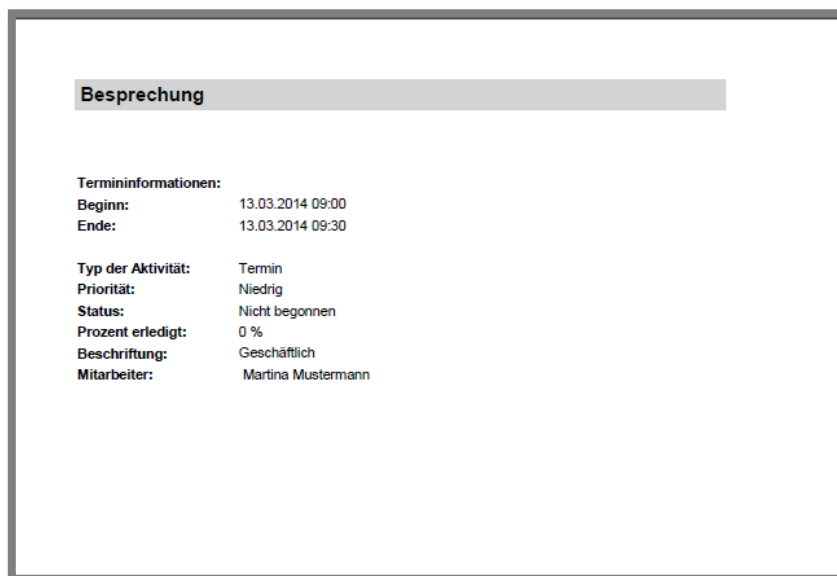 Besprechung
Termininformationen:
Beginn: 13.03.2014 09:00
Ende: 13.03.2014 09:30
Typ der Aktivität: Termin
Priorität: Niedrig
Status: Nicht begonnen
Prozent erledigt: 0 %
Beschriftung: Geschäftlich
Mitarbeiter: Martina Mustermann